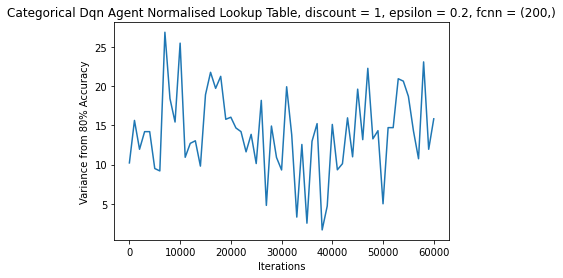 Categorical Dqn Agent Normalised Lookup Table, discount = 1, epsilon = 0.2, fcnn = (200,)
Variance from 80% Accuracy
25
20
15
10
5
0 10000 20000 30000 40000 50000 60000
Iterations